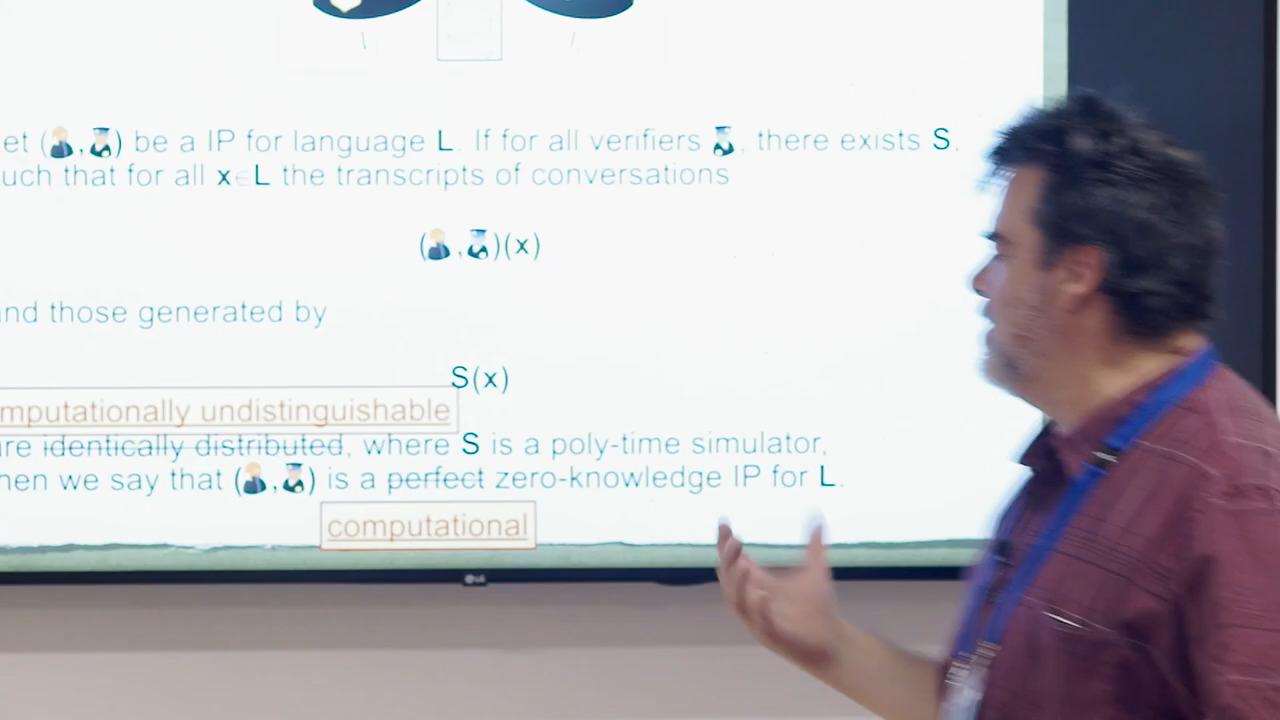 et ( , ) be a IP for language L. If for all verifiers , there exists S,
uch that for all x∈L the transcripts of conversations
( , )(x)
nd those generated by
S(x)
mputationally undistinguishable
re identically distributed, where S is a poly-time simulator,
hen we say that ( , ) is a perfect zero-knowledge IP for L.
computational
LG